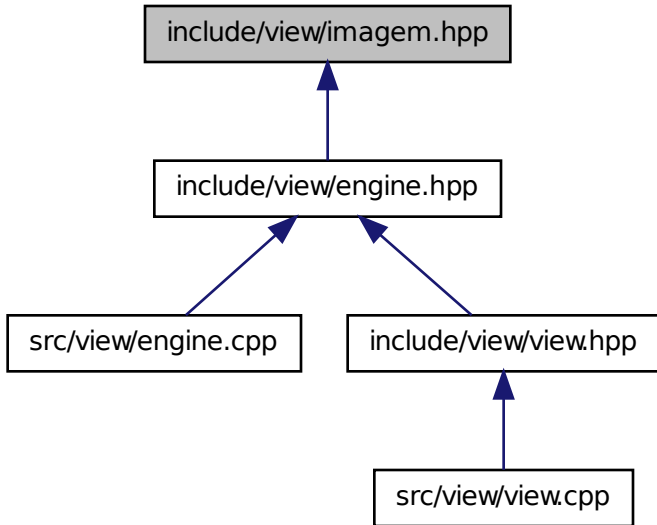 include/view/imagem.hpp
include/view/engine.hpp
src/view/engine.cpp
include/view/view.hpp
src/view/view.cpp